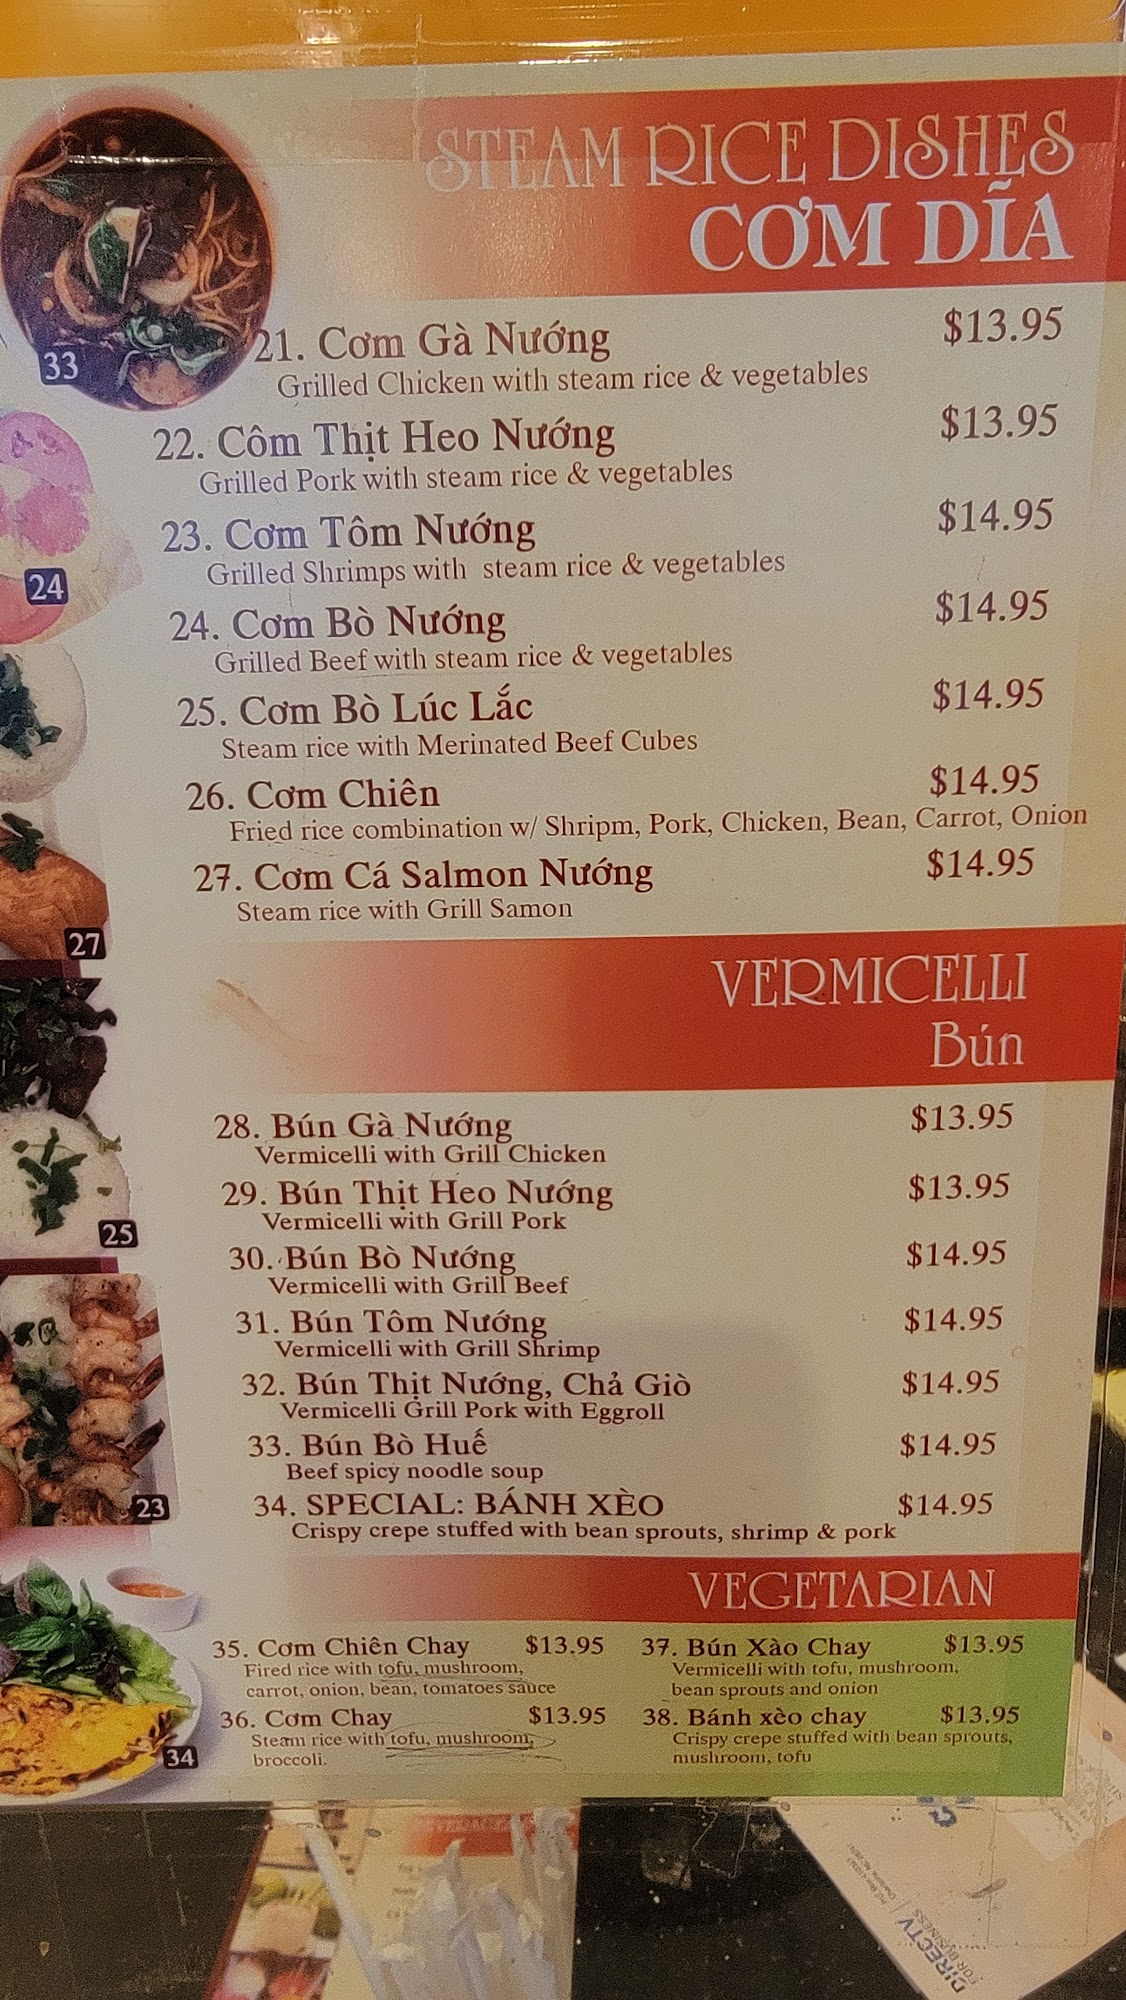 STEAM RICE DISHES
CƠM DĨA
33
21. Cơm Gà Nướng $13.95
Grilled Chicken with steam rice & vegetables
22. Côm Thịt Heo Nướng $13.95
Grilled Pork with steam rice & vegetables
23. Cơm Tôm Nướng $14.95
Grilled Shrimps with steam rice & vegetables
24
24. Cơm Bò Nướng $14.95
Grilled Beef with steam rice & vegetables
25. Cơm Bò Lúc Lắc $14.95
Steam rice with Merinated Beef Cubes
26. Cơm Chiên $14.95
Fried rice combination w/ Shripm, Pork, Chicken, Bean, Carrot, Onion
27. Cơm Cá Salmon Nướng $14.95
Steam rice with Grill Samon
27
VERMICELLI
Bún
28. Bún Gà Nướng $13.95
Vermicelli with Grill Chicken
29. Bún Thịt Heo Nướng $13.95
Vermicelli with Grill Pork
25
30. Bún Bò Nướng $14.95
Vermicelli with Grill Beef
31. Bún Tôm Nướng $14.95
Vermicelli with Grill Shrimp
32. Bún Thịt Nướng, Chả Giò $14.95
Vermicelli Grill Pork with Eggroll
33. Bún Bò Huế $14.95
Beef spicy noodle soup
23
34. SPECIAL: BÁNH XÈO $14.95
Crispy crepe stuffed with bean sprouts, shrimp & pork
VEGETARIAN
35. Cơm Chiên Chay $13.95
Fired rice with tofu, mushroom,
carrot, onion, bean, tomatoes sauce
36. Cơm Chay $13.95
Steam rice with tofu, mushroom,
broccoli.
37. Bún Xào Chay $13.95
Vermicelli with tofu, mushroom,
bean sprouts and onion
38. Bánh xèo chay $13.95
Crispy crepe stuffed with bean sprouts,
mushroom, tofu
34
DIRECTV
FOR BUSINESS